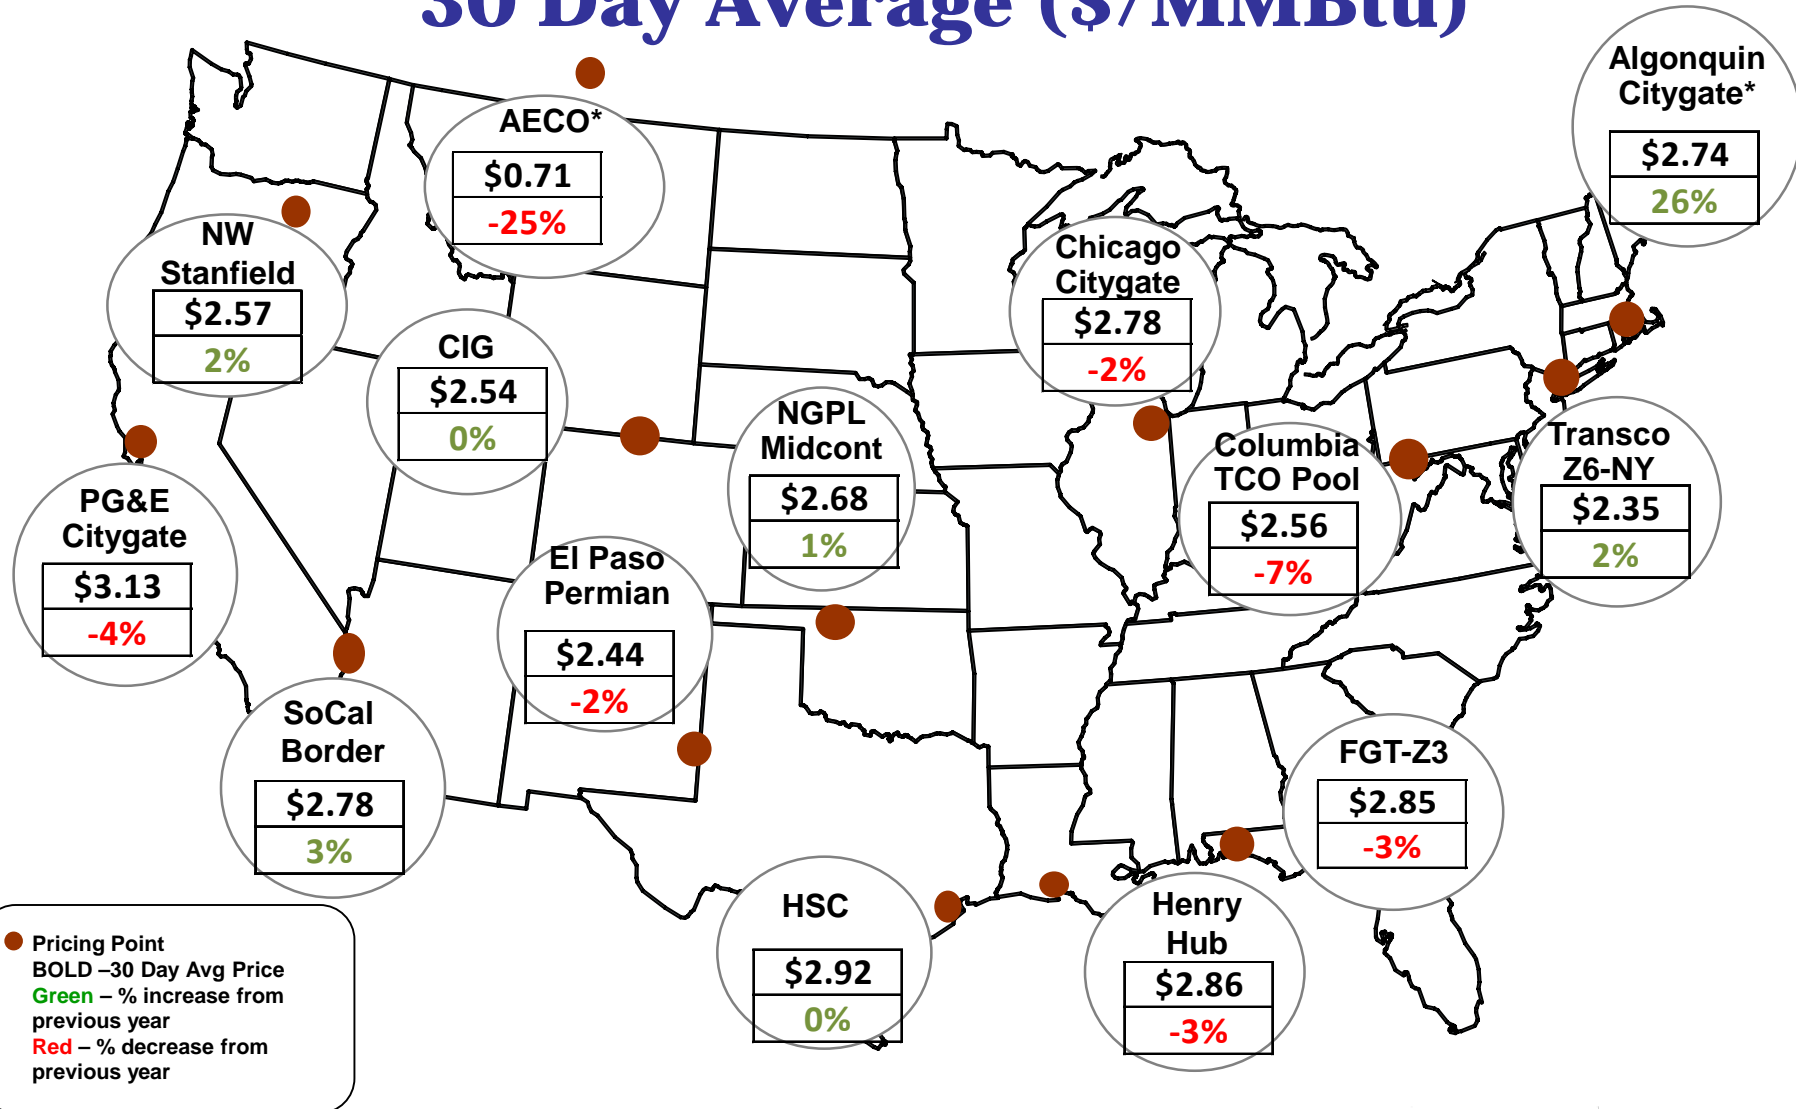 30 Day Average ($/MMBtu)
Algonquin
Citygate*
$2.74
26%
AECO*
$0.71
-25%
NW
Stanfield
$2.57
2%
Chicago
Citygate
$2.78
-2%
CIG
$2.54
0%
NGPL
Midcont
$2.68
1%
Columbia
TCO Pool
$2.56
-7%
Transco
Z6-NY
$2.35
2%
PG&E
Citygate
$3.13
-4%
El Paso
Permian
$2.44
-2%
SoCal
Border
$2.78
3%
FGT-Z3
$2.85
-3%
HSC
$2.92
0%
Henry
Hub
$2.86
-3%
Pricing Point
BOLD –30 Day Avg Price
Green – % increase from
previous year
Red – % decrease from
previous year